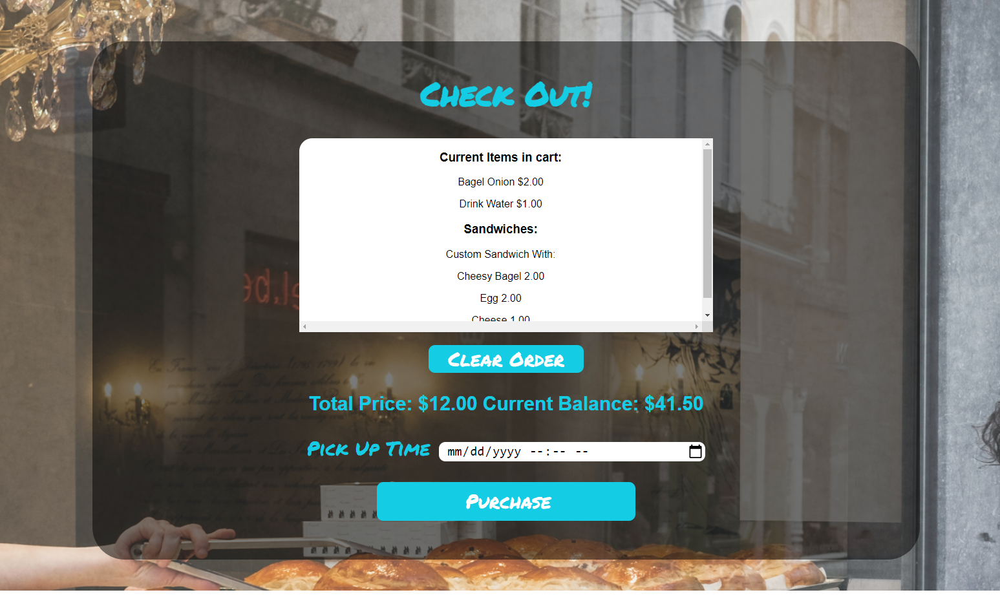 Check Out!
Current Items in cart:
Bagel Onion $2.00
Drink Water $1.00
Sandwiches:
Custom Sandwich With:
Cheesy Bagel 2.00
Egg 2.00
Cheese 1.00
Clear Order
Total Price: $12.00 Current Balance: $41.50
Pick Up Time mm/dd/yyyy --:-- --
Purchase